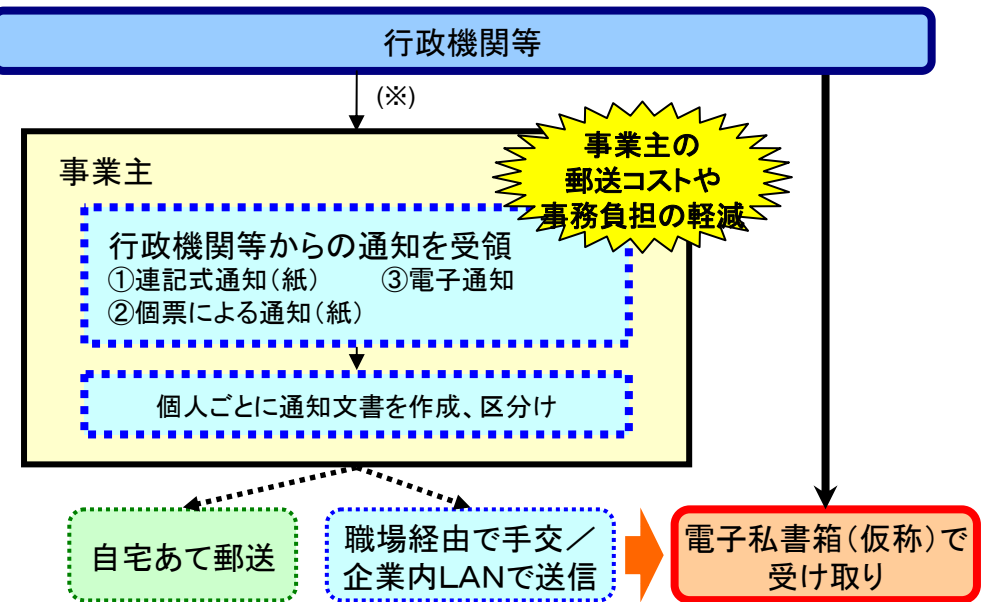 行政機関等
(※)
事業主の
郵送コストや
事務負担の軽減
事業主
行政機関等からの通知を受領
①連記式通知(紙) ③電子通知
②個票による通知(紙)
個人ごとに通知文書を作成、区分け
自宅あて郵送
職場経由で手交/
企業内LANで送信
電子私書箱(仮称)で
受け取り